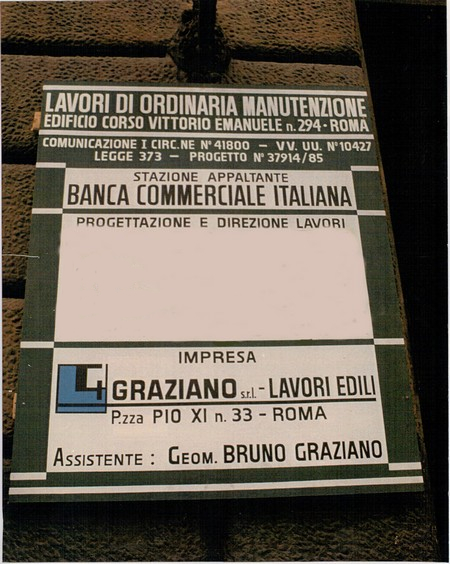 LAVORI DI ORDINARIA MANUTENZIONE
EDIFICIO CORSO VITTORIO EMANUELE n. 294 - ROMA
COMUNICAZIONE I CIRC.NE N° 41800 - VV. UU. N° 10427
LEGGE 373 - PROGETTO N° 37914/85
STAZIONE APPALTANTE
BANCA COMMERCIALE ITALIANA
PROGETTAZIONE E DIREZIONE LAVORI
IMPRESA
GRAZIANO s.r.l. - LAVORI EDILI
P.zza PIO XI n. 33 - ROMA
ASSISTENTE : GEOM. BRUNO GRAZIANO